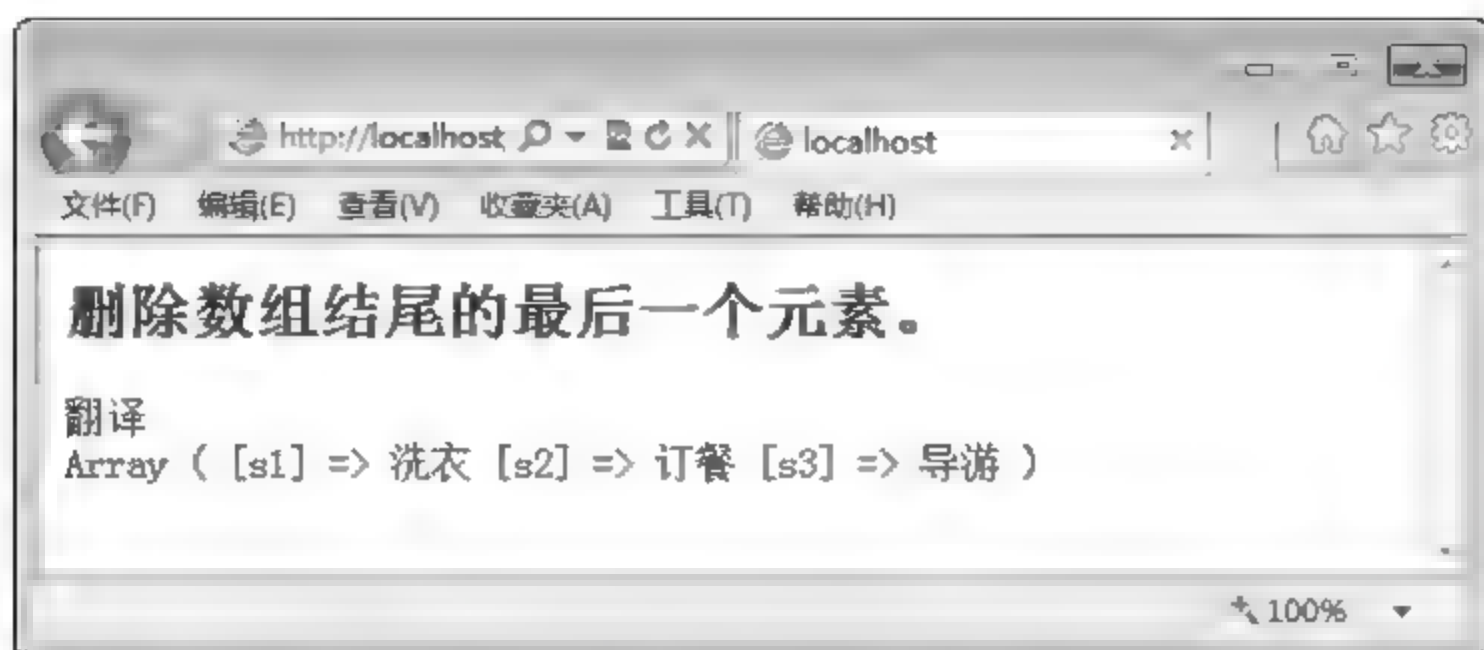 http://localhost localhost
文件(F) 编辑(E) 查看(V) 收藏夹(A) 工具(T) 帮助(H)
删除数组结尾的最后一个元素。
翻译
Array ( [s1] => 洗衣 [s2] => 订餐 [s3] => 导游 )
100%